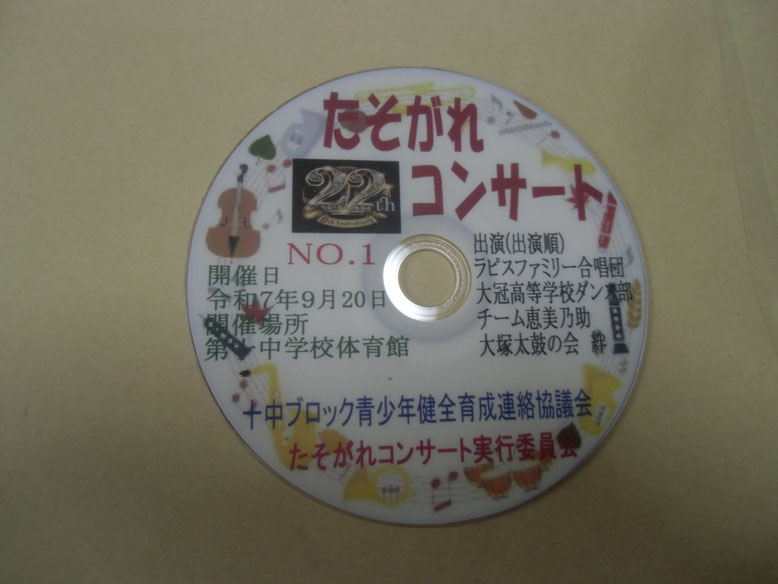 たそがれ
コンサート
22th
NO.1
開催日
令和7年9月20日
開催場所
第十中学校体育館
出演(出演順)
ラピスファミリー合唱団
大冠高等学校ダンス部
チーム恵美乃助
大塚太鼓の会 絆
十中ブロック青少年健全育成連絡協議会
たそがれコンサート実行委員会